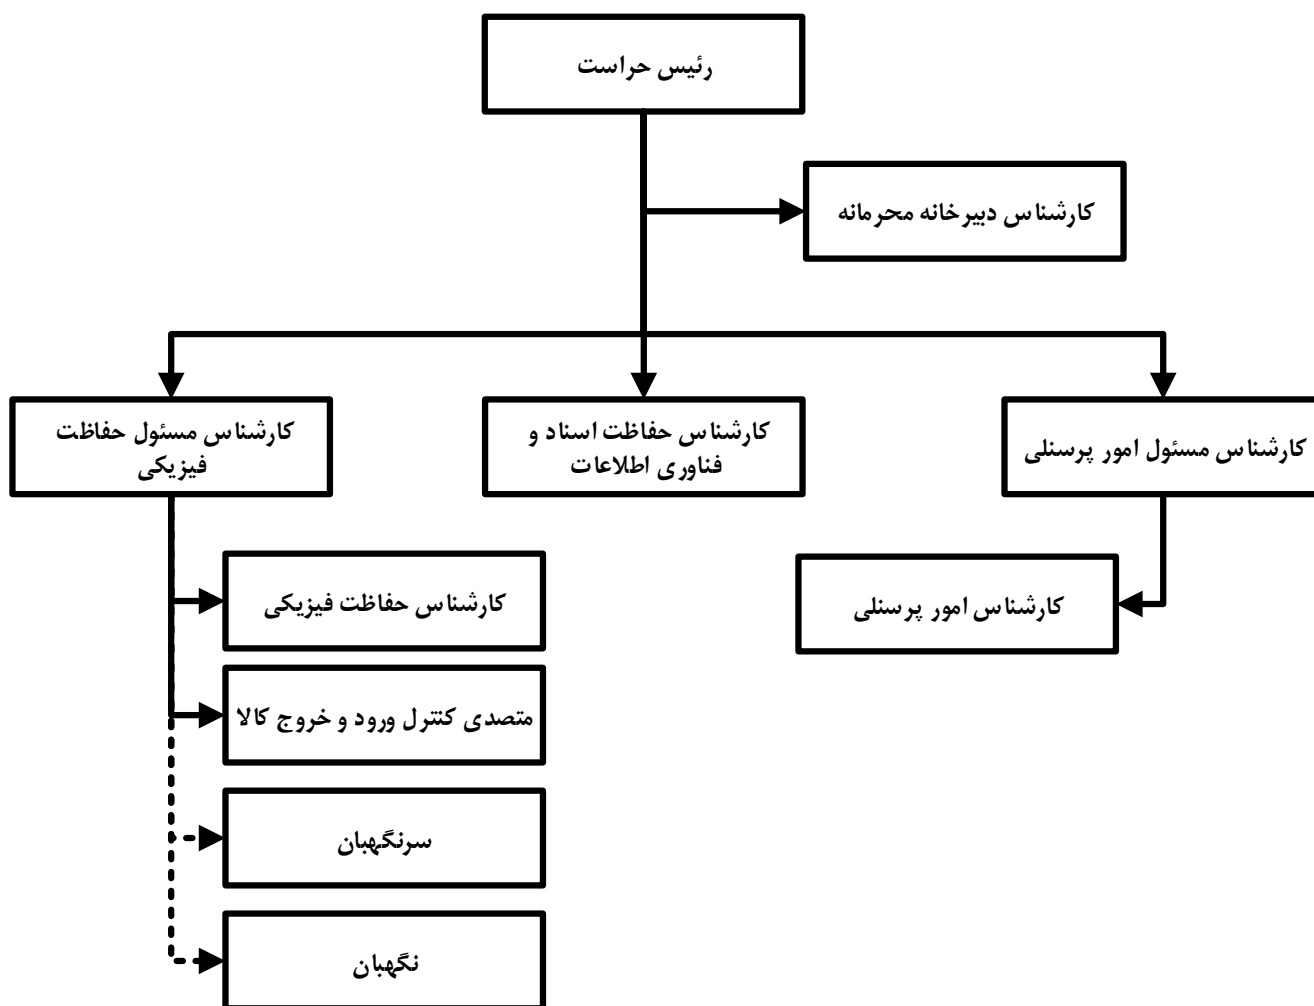 رئیس حراست
کارشناس دبیرخانه محرمانه
کارشناس مسئول امور پرسنلی
کارشناس حفاظت اسناد و
فناوری اطلاعات
کارشناس مسئول حفاظت
فیزیکی
کارشناس امور پرسنلی
کارشناس حفاظت فیزیکی
متصدی کنترل ورود و خروج کالا
سرنگهبان
نگهبان